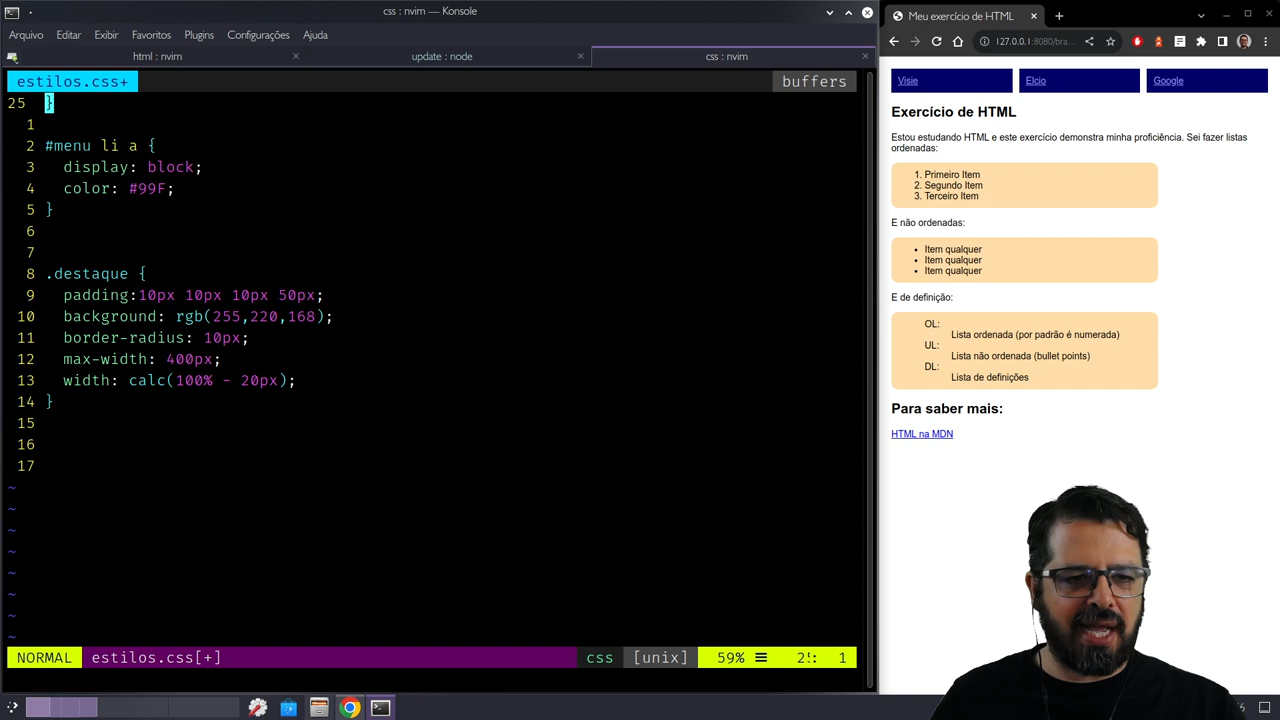 css : nvim — Konsole
Arquivo Editar Exibir Favoritos Plugins Configurações Ajuda
html : nvim
update : node
css : nvim
estilos.css+
buffers
25 }
1
2 #menu li a {
3 display: block;
4 color: #99F;
5 }
6
7
8 .destaque {
9 padding:10px 10px 10px 50px;
10 background: rgb(255,220,168);
11 border-radius: 10px;
12 max-width: 400px;
13 width: calc(100% - 20px);
14 }
15
16
17
~
~
~
~
~
~
~
~
NORMAL estilos.css[+] css [unix] 59% ☰ : 1
Meu exercício de HTML
127.0.0.1:8080/bra...
Visie
Elcio
Google
Exercício de HTML
Estou estudando HTML e este exercício demonstra minha proficiência. Sei fazer listas
ordenadas:
1. Primeiro Item
2. Segundo Item
3. Terceiro Item
E não ordenadas:
• Item qualquer
• Item qualquer
• Item qualquer
E de definição:
OL:
Lista ordenada (por padrão é numerada)
UL:
Lista não ordenada (bullet points)
DL:
Lista de definições
Para saber mais:
HTML na MDN